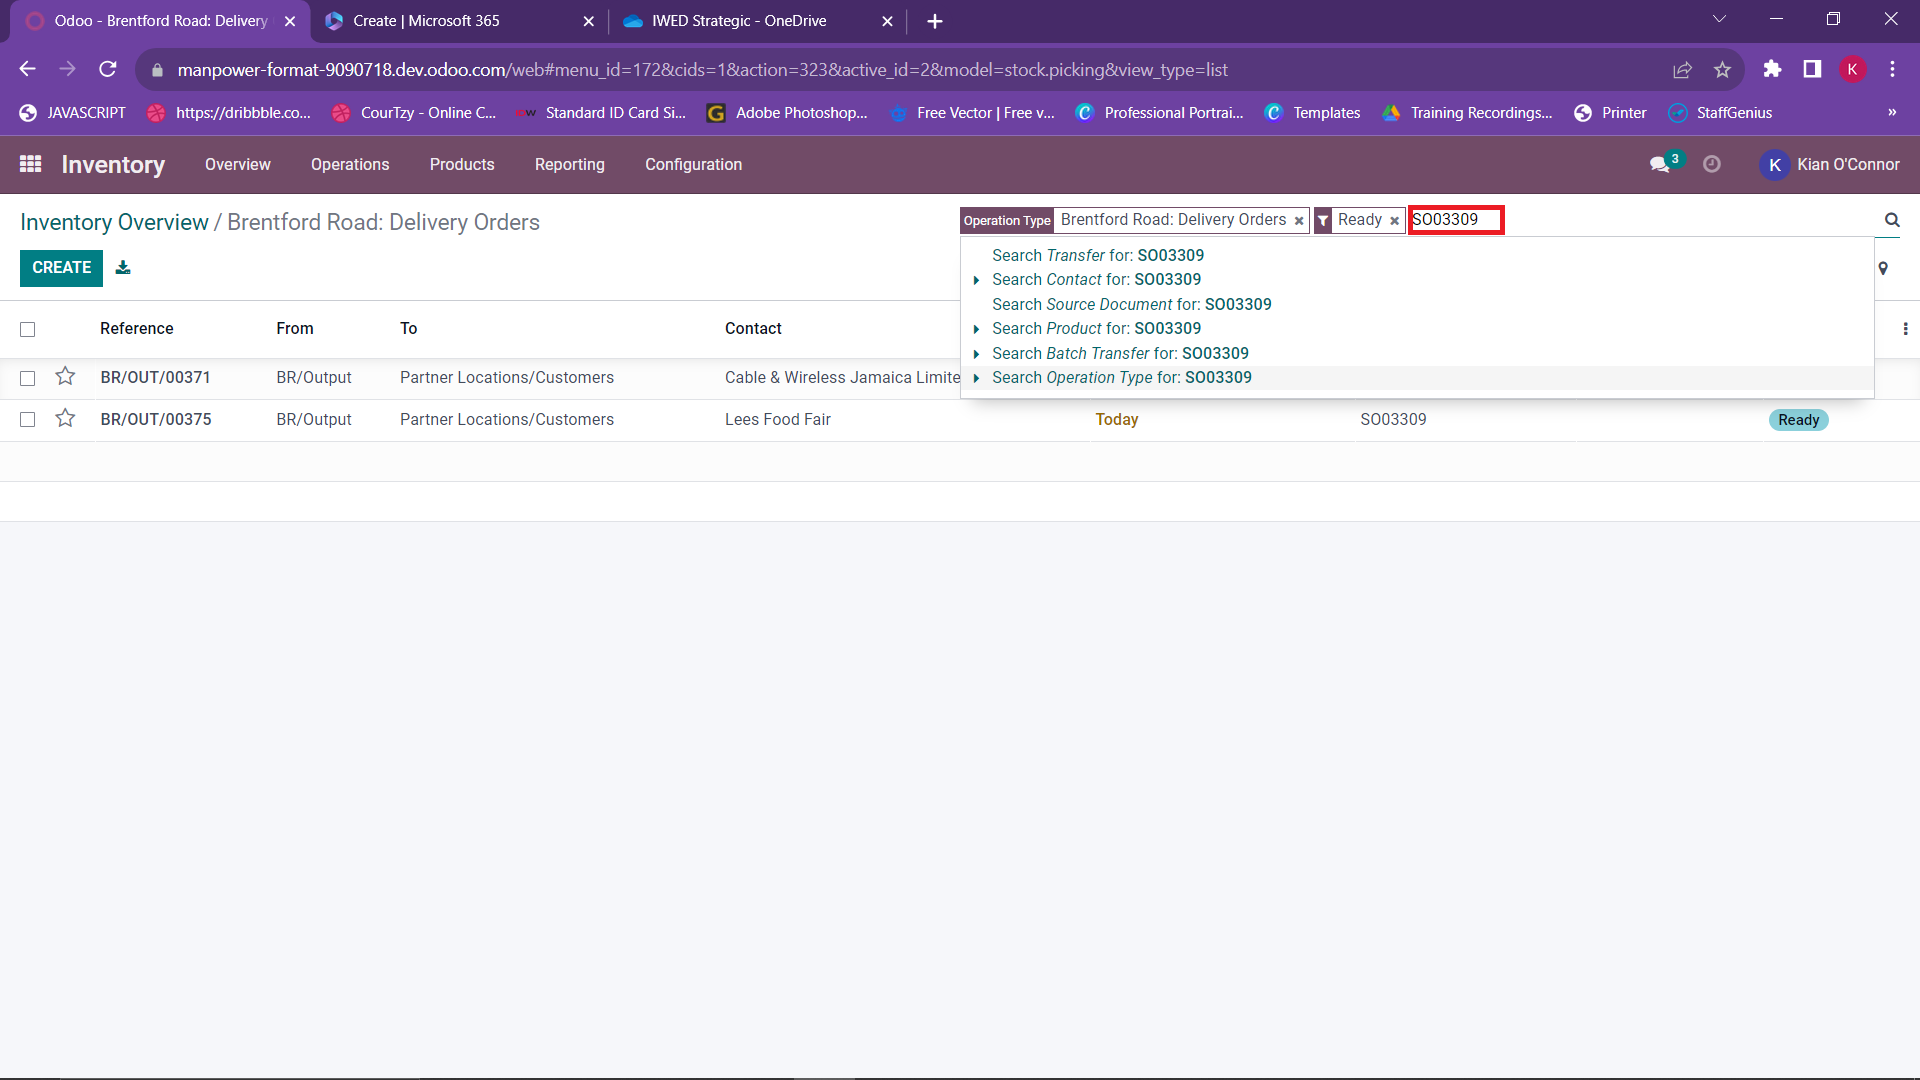 Odoo - Brentford Road: Delivery
Create | Microsoft 365
IWED Strategic - OneDrive
manpower-format-9090718.dev.odoo.com/web#menu_id=172&cids=1&action=323&active_id=2&model=stock.picking&view_type=list
K
JAVASCRIPT
https://dribbble.co...
CourTzy - Online C...
Standard ID Card Si...
Adobe Photoshop...
Free Vector | Free v...
Professional Portrai...
Templates
Training Recordings...
Printer
StaffGenius
»
Inventory
Overview
Operations
Products
Reporting
Configuration
3
K
Kian O'Connor
Inventory Overview / Brentford Road: Delivery Orders
Operation Type
Brentford Road: Delivery Orders
Ready
SO03309
CREATE
Search Transfer for: SO03309
Search Contact for: SO03309
Search Source Document for: SO03309
Search Product for: SO03309
Search Batch Transfer for: SO03309
Search Operation Type for: SO03309
Reference From To Contact
BR/OUT/00371 BR/Output Partner Locations/Customers Cable & Wireless Jamaica Limite
BR/OUT/00375 BR/Output Partner Locations/Customers Lees Food Fair Today SO03309 Ready